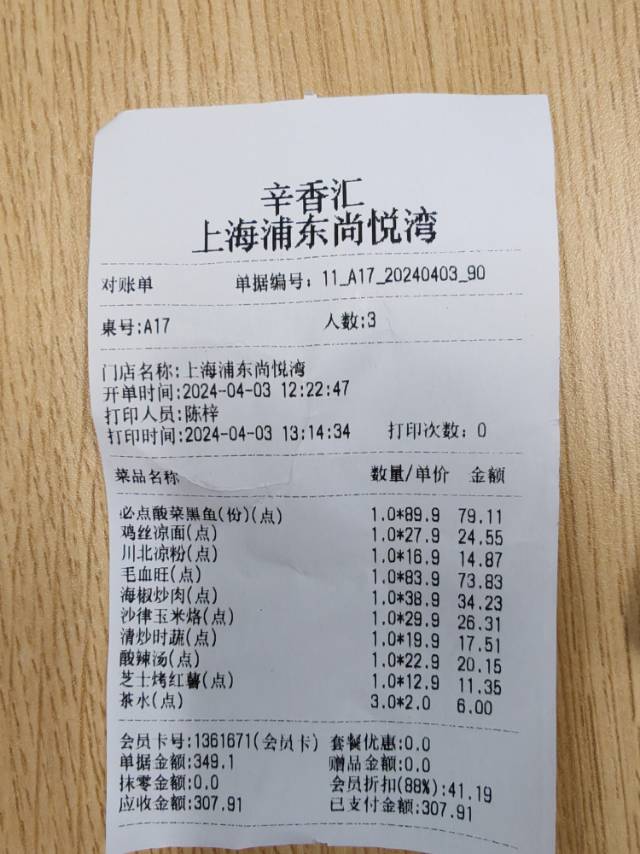 辛香汇
上海浦东尚悦湾
对账单 单据编号: 11_A17_20240403_90
桌号:A17 人数:3
门店名称:上海浦东尚悦湾
开单时间:2024-04-03 12:22:47
打印人员:陈梓
打印时间:2024-04-03 13:14:34 打印次数: 0
菜品名称 数量/单价 金额
必点酸菜黑鱼(份)(点) 1.0*89.9 79.11
鸡丝凉面(点) 1.0*27.9 24.55
川北凉粉(点) 1.0*16.9 14.87
毛血旺(点) 1.0*83.9 73.83
海椒炒肉(点) 1.0*38.9 34.23
沙律玉米烙(点) 1.0*29.9 26.31
清炒时蔬(点) 1.0*19.9 17.51
酸辣汤(点) 1.0*22.9 20.15
芝士烤红薯(点) 1.0*12.9 11.35
茶水(点) 3.0*2.0 6.00
会员卡号:1361671(会员卡) 套餐优惠:0.0
单据金额:349.1 赠品金额:0.0
抹零金额:0.0 会员折扣(88%):41.19
应收金额:307.91 已支付金额:307.91